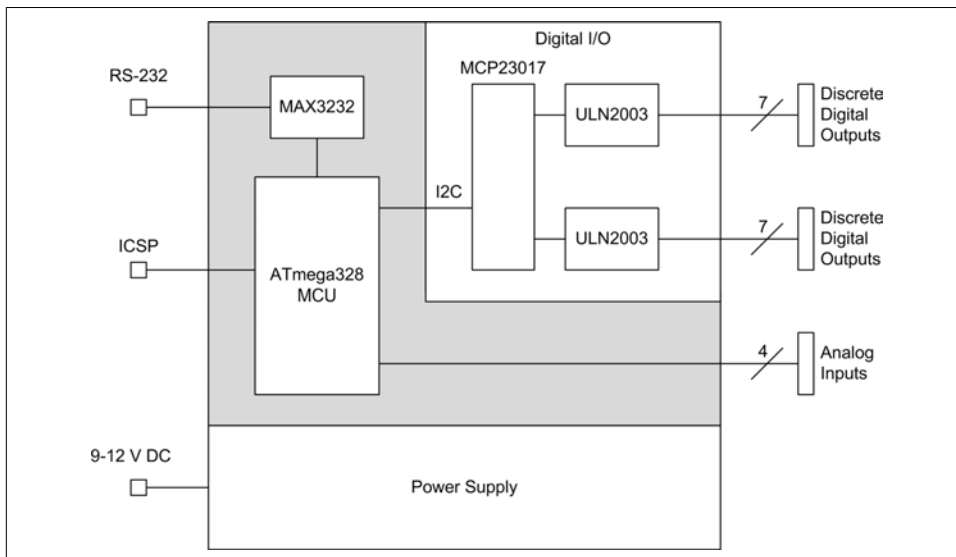 Digital I/O
MCP23017
RS-232
MAX3232
ULN2003
7
Discrete
Digital
Outputs
I2C
ICSP
ATmega328
MCU
ULN2003
7
Discrete
Digital
Outputs
4
Analog
Inputs
9-12 V DC
Power Supply